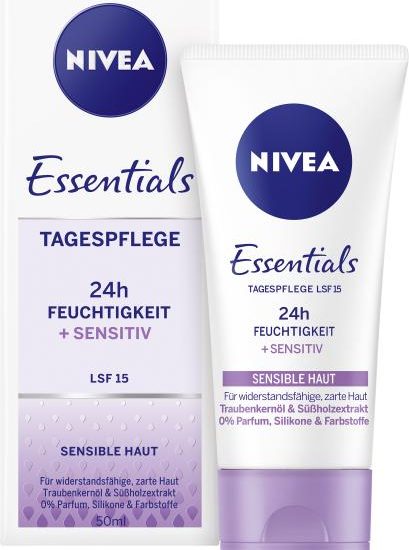 NIVEA
Essentials
TAGESPFLEGE
24h
FEUCHTIGKEIT
+ SENSITIV
LSF 15
SENSIBLE HAUT
Für widerstandsfähige, zarte Haut
Traubenkernöl & Süßholzextrakt
0% Parfum, Silikone & Farbstoffe
50ml
NIVEA
Essentials
TAGESPFLEGE LSF 15
24h
FEUCHTIGKEIT
+ SENSITIV
SENSIBLE HAUT
Für widerstandsfähige, zarte Haut
Traubenkernöl & Süßholzextrakt
0% Parfum, Silikone & Farbstoffe